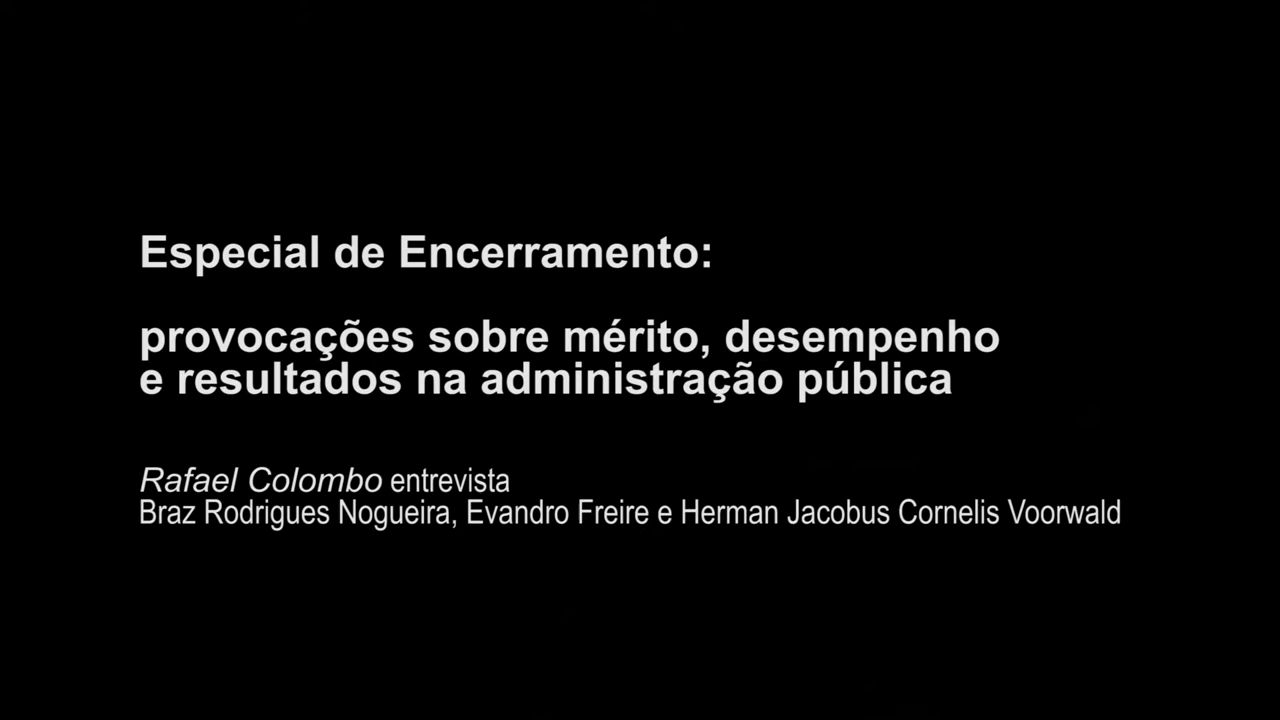 Especial de Encerramento:
provocações sobre mérito, desempenho
e resultados na administração pública
Rafael Colombo entrevista
Braz Rodrigues Nogueira, Evandro Freire e Herman Jacobus Cornelis Voorwald